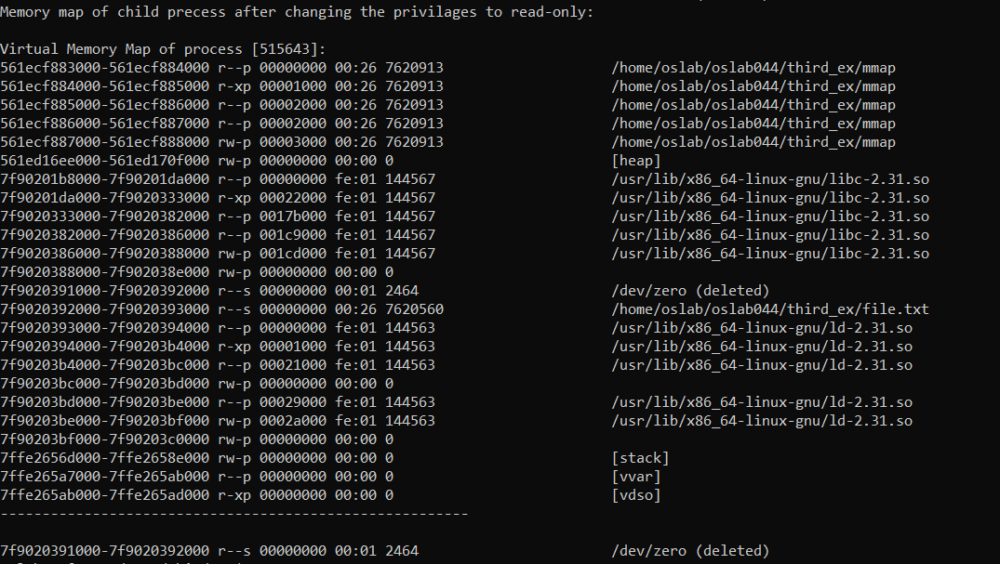 Memory map of child precess after changing the privilages to read-only:
Virtual Memory Map of process [515643]:
561ecf883000-561ecf884000 r--p 00000000 00:26 7620913 /home/oslab/oslab044/third_ex/mmap
561ecf884000-561ecf885000 r-xp 00001000 00:26 7620913 /home/oslab/oslab044/third_ex/mmap
561ecf885000-561ecf886000 r--p 00002000 00:26 7620913 /home/oslab/oslab044/third_ex/mmap
561ecf886000-561ecf887000 r--p 00002000 00:26 7620913 /home/oslab/oslab044/third_ex/mmap
561ecf887000-561ecf888000 rw-p 00003000 00:26 7620913 /home/oslab/oslab044/third_ex/mmap
561ed16ee000-561ed170f000 rw-p 00000000 00:00 0 [heap]
7f90201b8000-7f90201da000 r--p 00000000 fe:01 144567 /usr/lib/x86_64-linux-gnu/libc-2.31.so
7f90201da000-7f9020333000 r-xp 00022000 fe:01 144567 /usr/lib/x86_64-linux-gnu/libc-2.31.so
7f9020333000-7f9020382000 r--p 0017b000 fe:01 144567 /usr/lib/x86_64-linux-gnu/libc-2.31.so
7f9020382000-7f9020386000 r--p 001c9000 fe:01 144567 /usr/lib/x86_64-linux-gnu/libc-2.31.so
7f9020386000-7f9020388000 rw-p 001cd000 fe:01 144567 /usr/lib/x86_64-linux-gnu/libc-2.31.so
7f9020388000-7f902038e000 rw-p 00000000 00:00 0
7f9020391000-7f9020392000 r--s 00000000 00:01 2464 /dev/zero (deleted)
7f9020392000-7f9020393000 r--s 00000000 00:26 7620560 /home/oslab/oslab044/third_ex/file.txt
7f9020393000-7f9020394000 r--p 00000000 fe:01 144563 /usr/lib/x86_64-linux-gnu/ld-2.31.so
7f9020394000-7f90203b4000 r-xp 00001000 fe:01 144563 /usr/lib/x86_64-linux-gnu/ld-2.31.so
7f90203b4000-7f90203bc000 r--p 00021000 fe:01 144563 /usr/lib/x86_64-linux-gnu/ld-2.31.so
7f90203bc000-7f90203bd000 rw-p 00000000 00:00 0
7f90203bd000-7f90203be000 r--p 00029000 fe:01 144563 /usr/lib/x86_64-linux-gnu/ld-2.31.so
7f90203be000-7f90203bf000 rw-p 0002a000 fe:01 144563 /usr/lib/x86_64-linux-gnu/ld-2.31.so
7f90203bf000-7f90203c0000 rw-p 00000000 00:00 0
7ffe2656d000-7ffe2658e000 rw-p 00000000 00:00 0 [stack]
7ffe265a7000-7ffe265ab000 r--p 00000000 00:00 0 [vvar]
7ffe265ab000-7ffe265ad000 r-xp 00000000 00:00 0 [vdso]
--------------------------------------------------------
7f9020391000-7f9020392000 r--s 00000000 00:01 2464 /dev/zero (deleted)